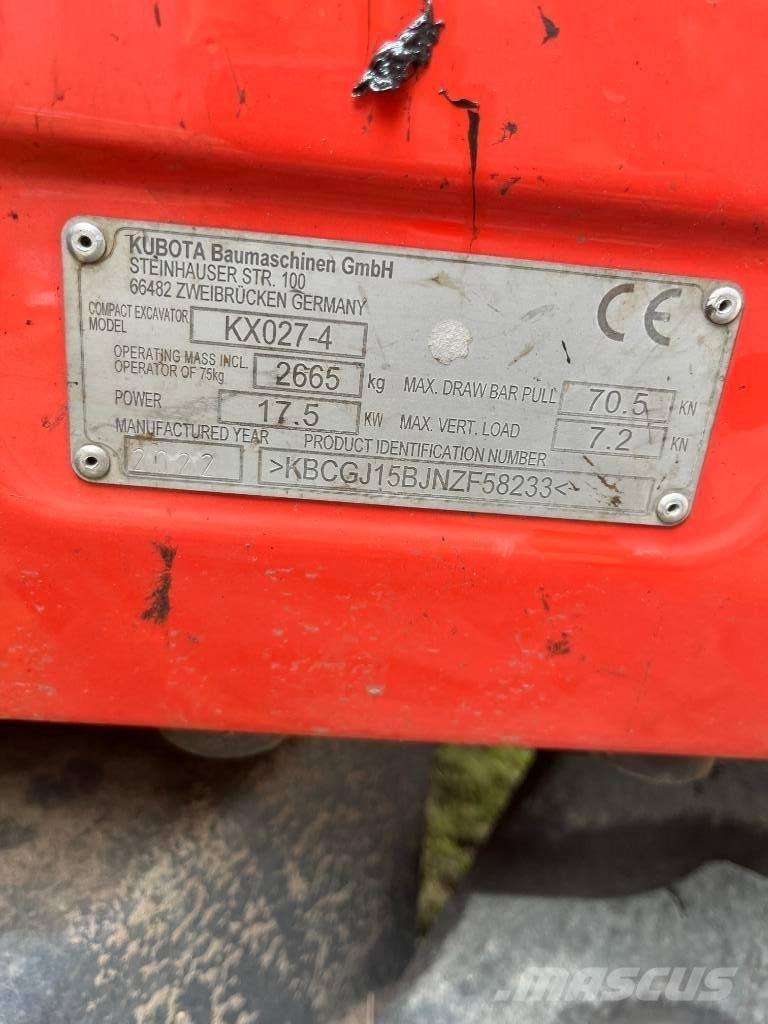 KUBOTA Baumaschinen GmbH
STEINHAUSER STR. 100
66482 ZWEIBRÜCKEN GERMANY
COMPACT EXCAVATOR
MODEL KX027-4
CE
OPERATING MASS INCL.
OPERATOR OF 75kg 2665 kg MAX. DRAW BAR PULL 70.5 KN
POWER 17.5 KW MAX. VERT. LOAD 7.2 KN
MANUFACTURED YEAR PRODUCT IDENTIFICATION NUMBER
2022 >KBCGJ15BJNZF58233<
MASCUS